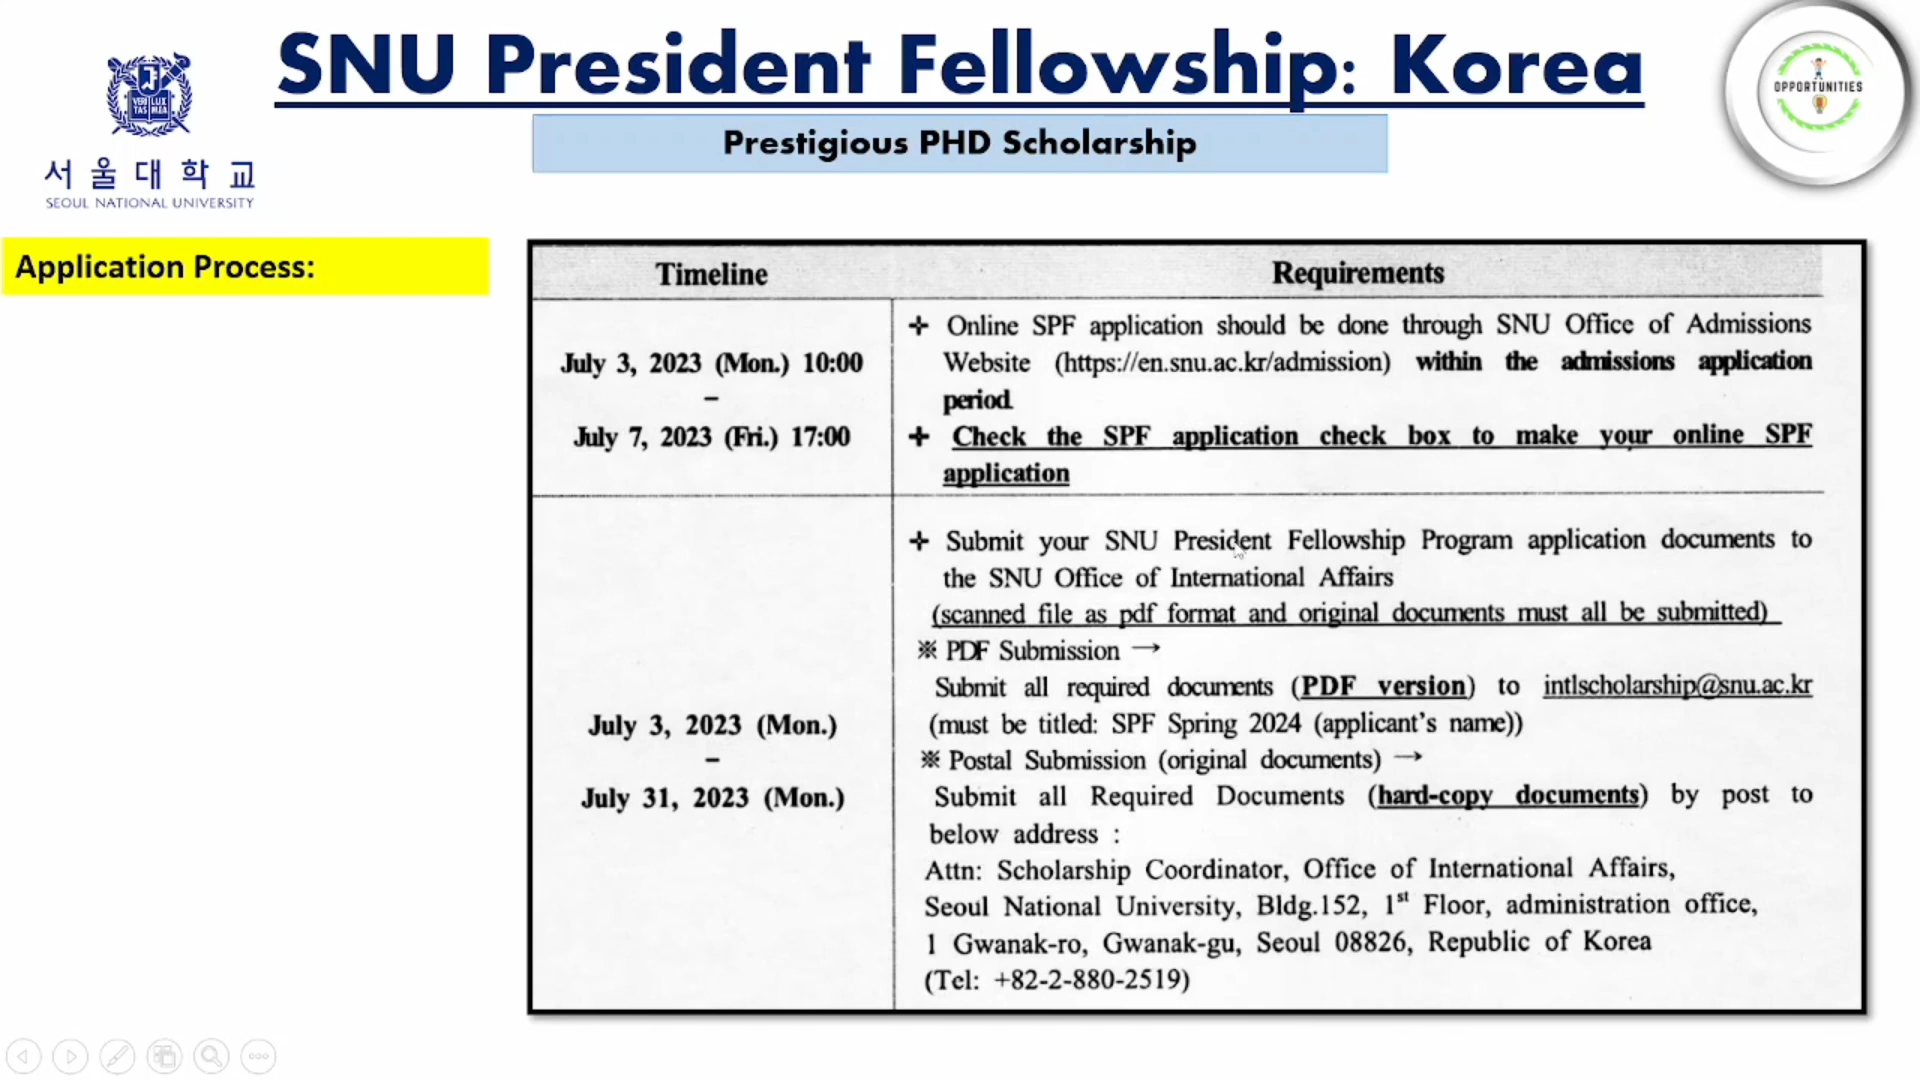 SNU President Fellowship: Korea
Prestigious PHD Scholarship
VERI LUX
TAS MEA
서울대학교
SEOUL NATIONAL UNIVERSITY
OPPORTUNITIES
Application Process:
Timeline
Requirements
July 3, 2023 (Mon.) 10:00
–
July 7, 2023 (Fri.) 17:00
✛ Online SPF application should be done through SNU Office of Admissions
Website (https://en.snu.ac.kr/admission) within the admissions application
period.
✛ Check the SPF application check box to make your online SPF
application
July 3, 2023 (Mon.)
–
July 31, 2023 (Mon.)
✛ Submit your SNU President Fellowship Program application documents to
the SNU Office of International Affairs
(scanned file as pdf format and original documents must all be submitted)
※ PDF Submission →
Submit all required documents (PDF version) to intlscholarship@snu.ac.kr
(must be titled: SPF Spring 2024 (applicant's name))
※ Postal Submission (original documents) →
Submit all Required Documents (hard-copy documents) by post to
below address :
Attn: Scholarship Coordinator, Office of International Affairs,
Seoul National University, Bldg.152, 1st Floor, administration office,
1 Gwanak-ro, Gwanak-gu, Seoul 08826, Republic of Korea
(Tel: +82-2-880-2519)